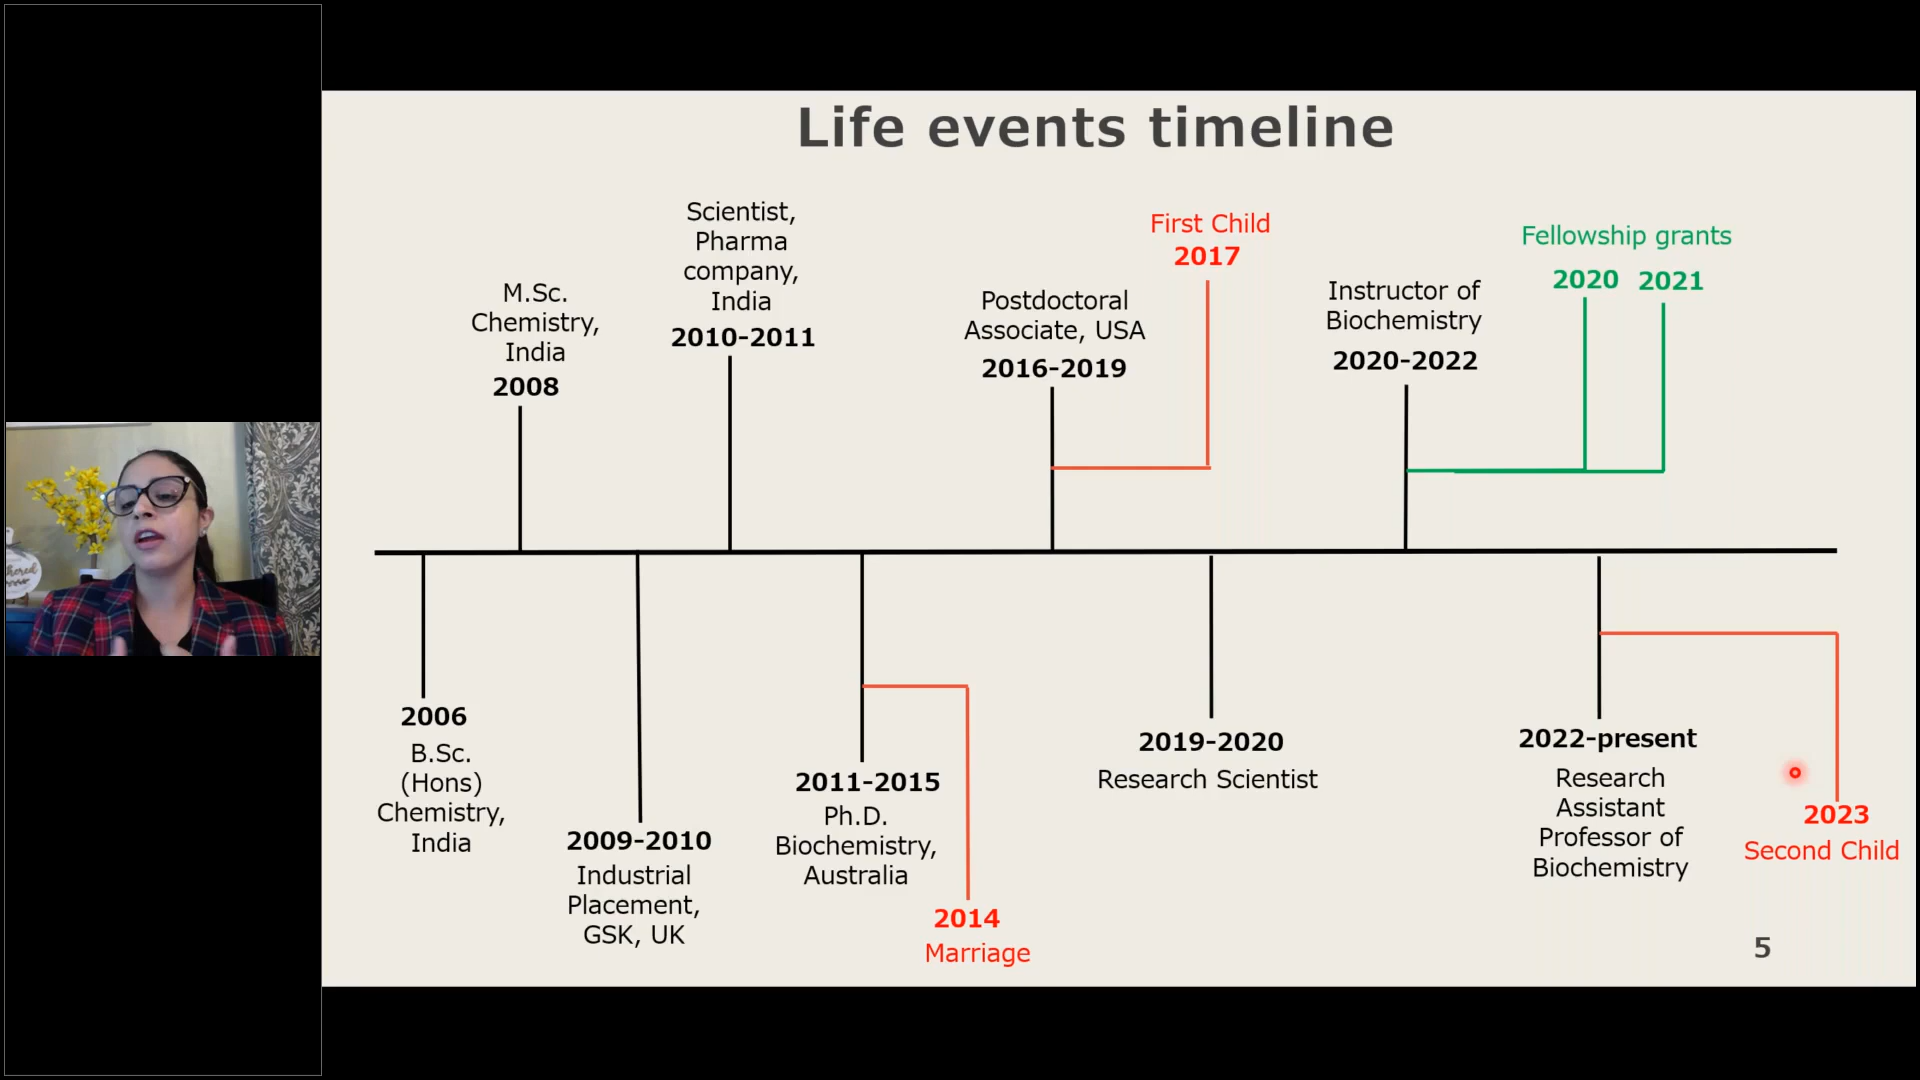 Life events timeline
Scientist,
Pharma
company,
India
2010-2011
First Child
2017
Fellowship grants
2020 2021
M.Sc.
Chemistry,
India
2008
Postdoctoral
Associate, USA
2016-2019
Instructor of
Biochemistry
2020-2022
2006
B.Sc.
(Hons)
Chemistry,
India
2009-2010
Industrial
Placement,
GSK, UK
2011-2015
Ph.D.
Biochemistry,
Australia
2014
Marriage
2019-2020
Research Scientist
2022-present
Research
Assistant
Professor of
Biochemistry
2023
Second Child
5